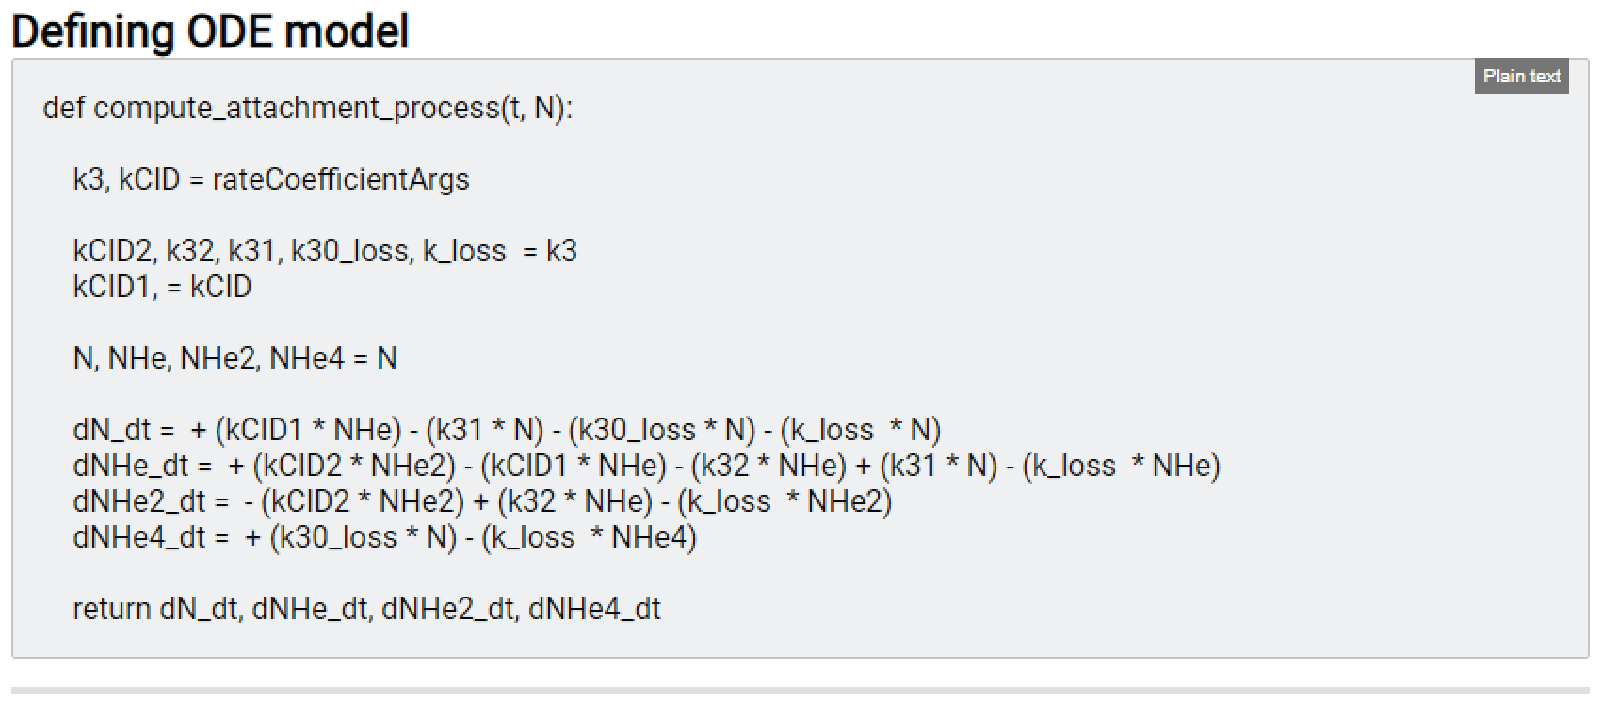 Defining ODE model
Plain text
def compute_attachment_process(t, N):
k3, kCID = rateCoefficientArgs
kCID2, k32, k31, k30_loss, k_loss  = k3
kCID1, = kCID
N, NHe, NHe2, NHe4 = N
dN_dt =  + (kCID1 * NHe) - (k31 * N) - (k30_loss * N) - (k_loss  * N)
dNHe_dt =  + (kCID2 * NHe2) - (kCID1 * NHe) - (k32 * NHe) + (k31 * N) - (k_loss  * NHe)
dNHe2_dt =  - (kCID2 * NHe2) + (k32 * NHe) - (k_loss  * NHe2)
dNHe4_dt =  + (k30_loss * N) - (k_loss  * NHe4)
return dN_dt, dNHe_dt, dNHe2_dt, dNHe4_dt